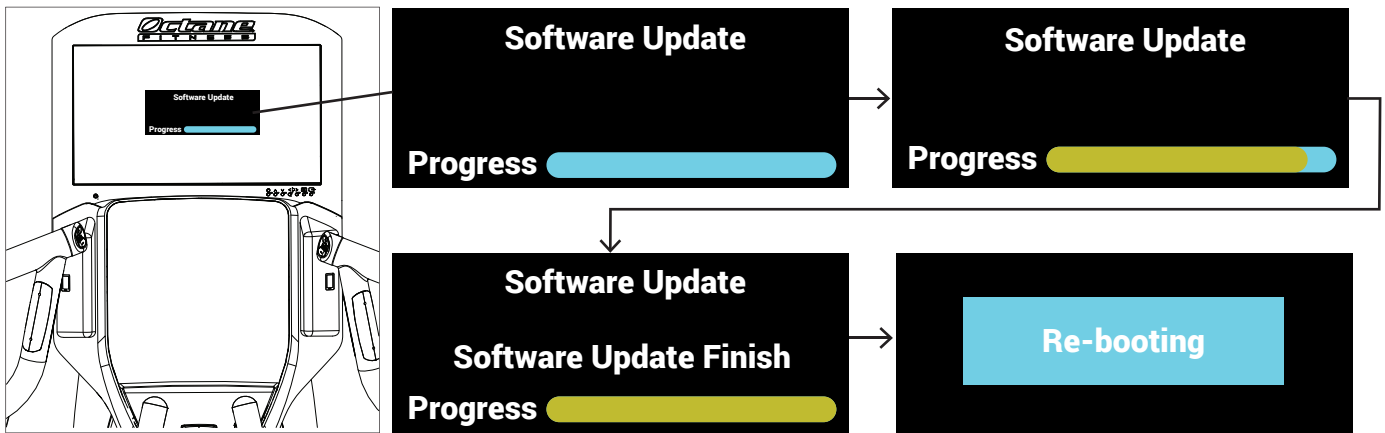 Octane
FITNESS
Software Update
Progress
Software Update
Progress
Software Update
Progress
Software Update
Software Update Finish
Progress
Re-booting